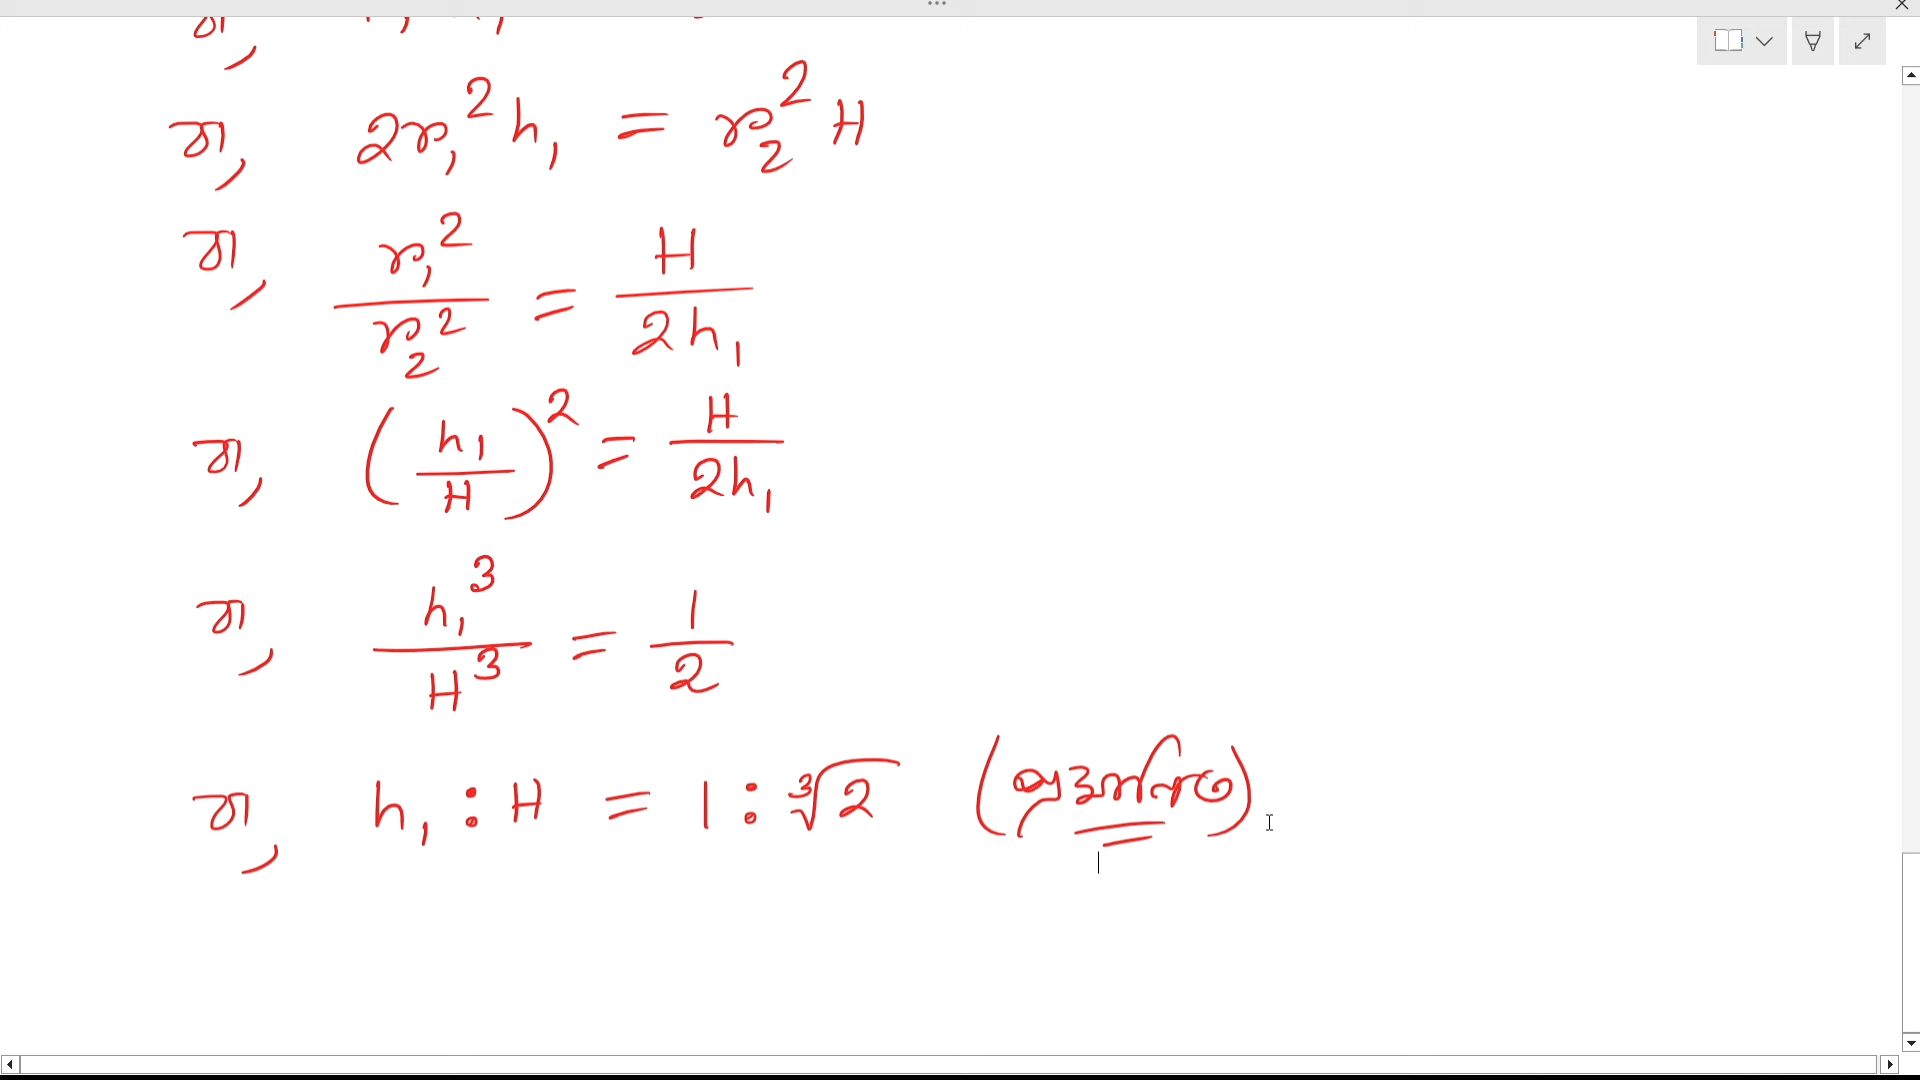 বা, 2r₁²h₁ = r₂²H
বা, r₁²/r₂² = H/2h₁
বা, (h₁/H)² = H/2h₁
বা, h₁³/H³ = 1/2
বা, h₁ : H = 1 : ∛2 (প্রমাণিত)